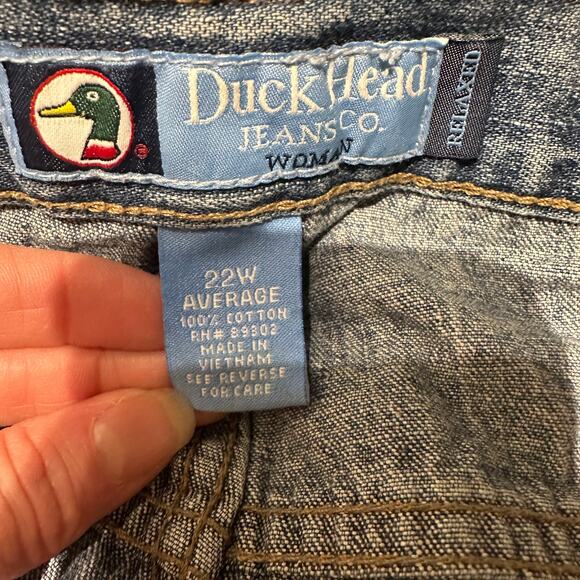 Duck Head
JEANS CO.
WOMAN
RELAXED
22W
AVERAGE
100% COTTON
RN# 89302
MADE IN
VIETNAM
SEE REVERSE
FOR CARE